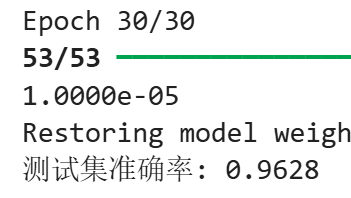 Epoch 30/30
53/53
1.0000e-05
Restoring model weigh
测试集准确率: 0.9628